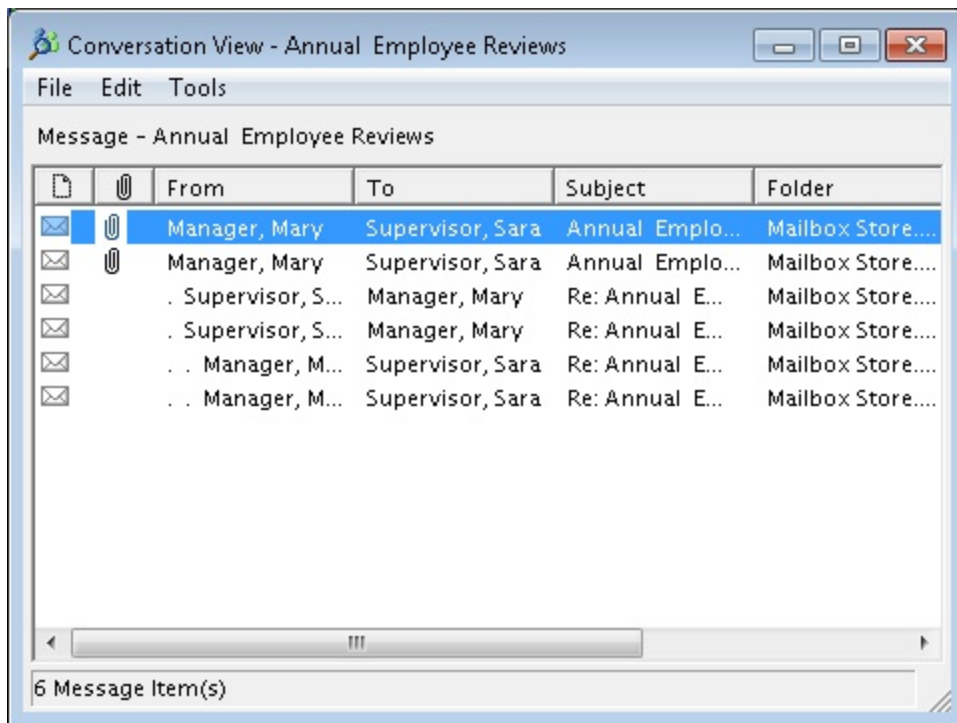 Conversation View - Annual Employee Reviews
File Edit Tools
Message - Annual Employee Reviews
From To Subject Folder
Manager, Mary Supervisor, Sara Annual Emplo... Mailbox Store....
Manager, Mary Supervisor, Sara Annual Emplo... Mailbox Store....
. Supervisor, S... Manager, Mary Re: Annual E... Mailbox Store....
. Supervisor, S... Manager, Mary Re: Annual E... Mailbox Store....
. . Manager, M... Supervisor, Sara Re: Annual E... Mailbox Store....
. . Manager, M... Supervisor, Sara Re: Annual E... Mailbox Store....
6 Message Item(s)